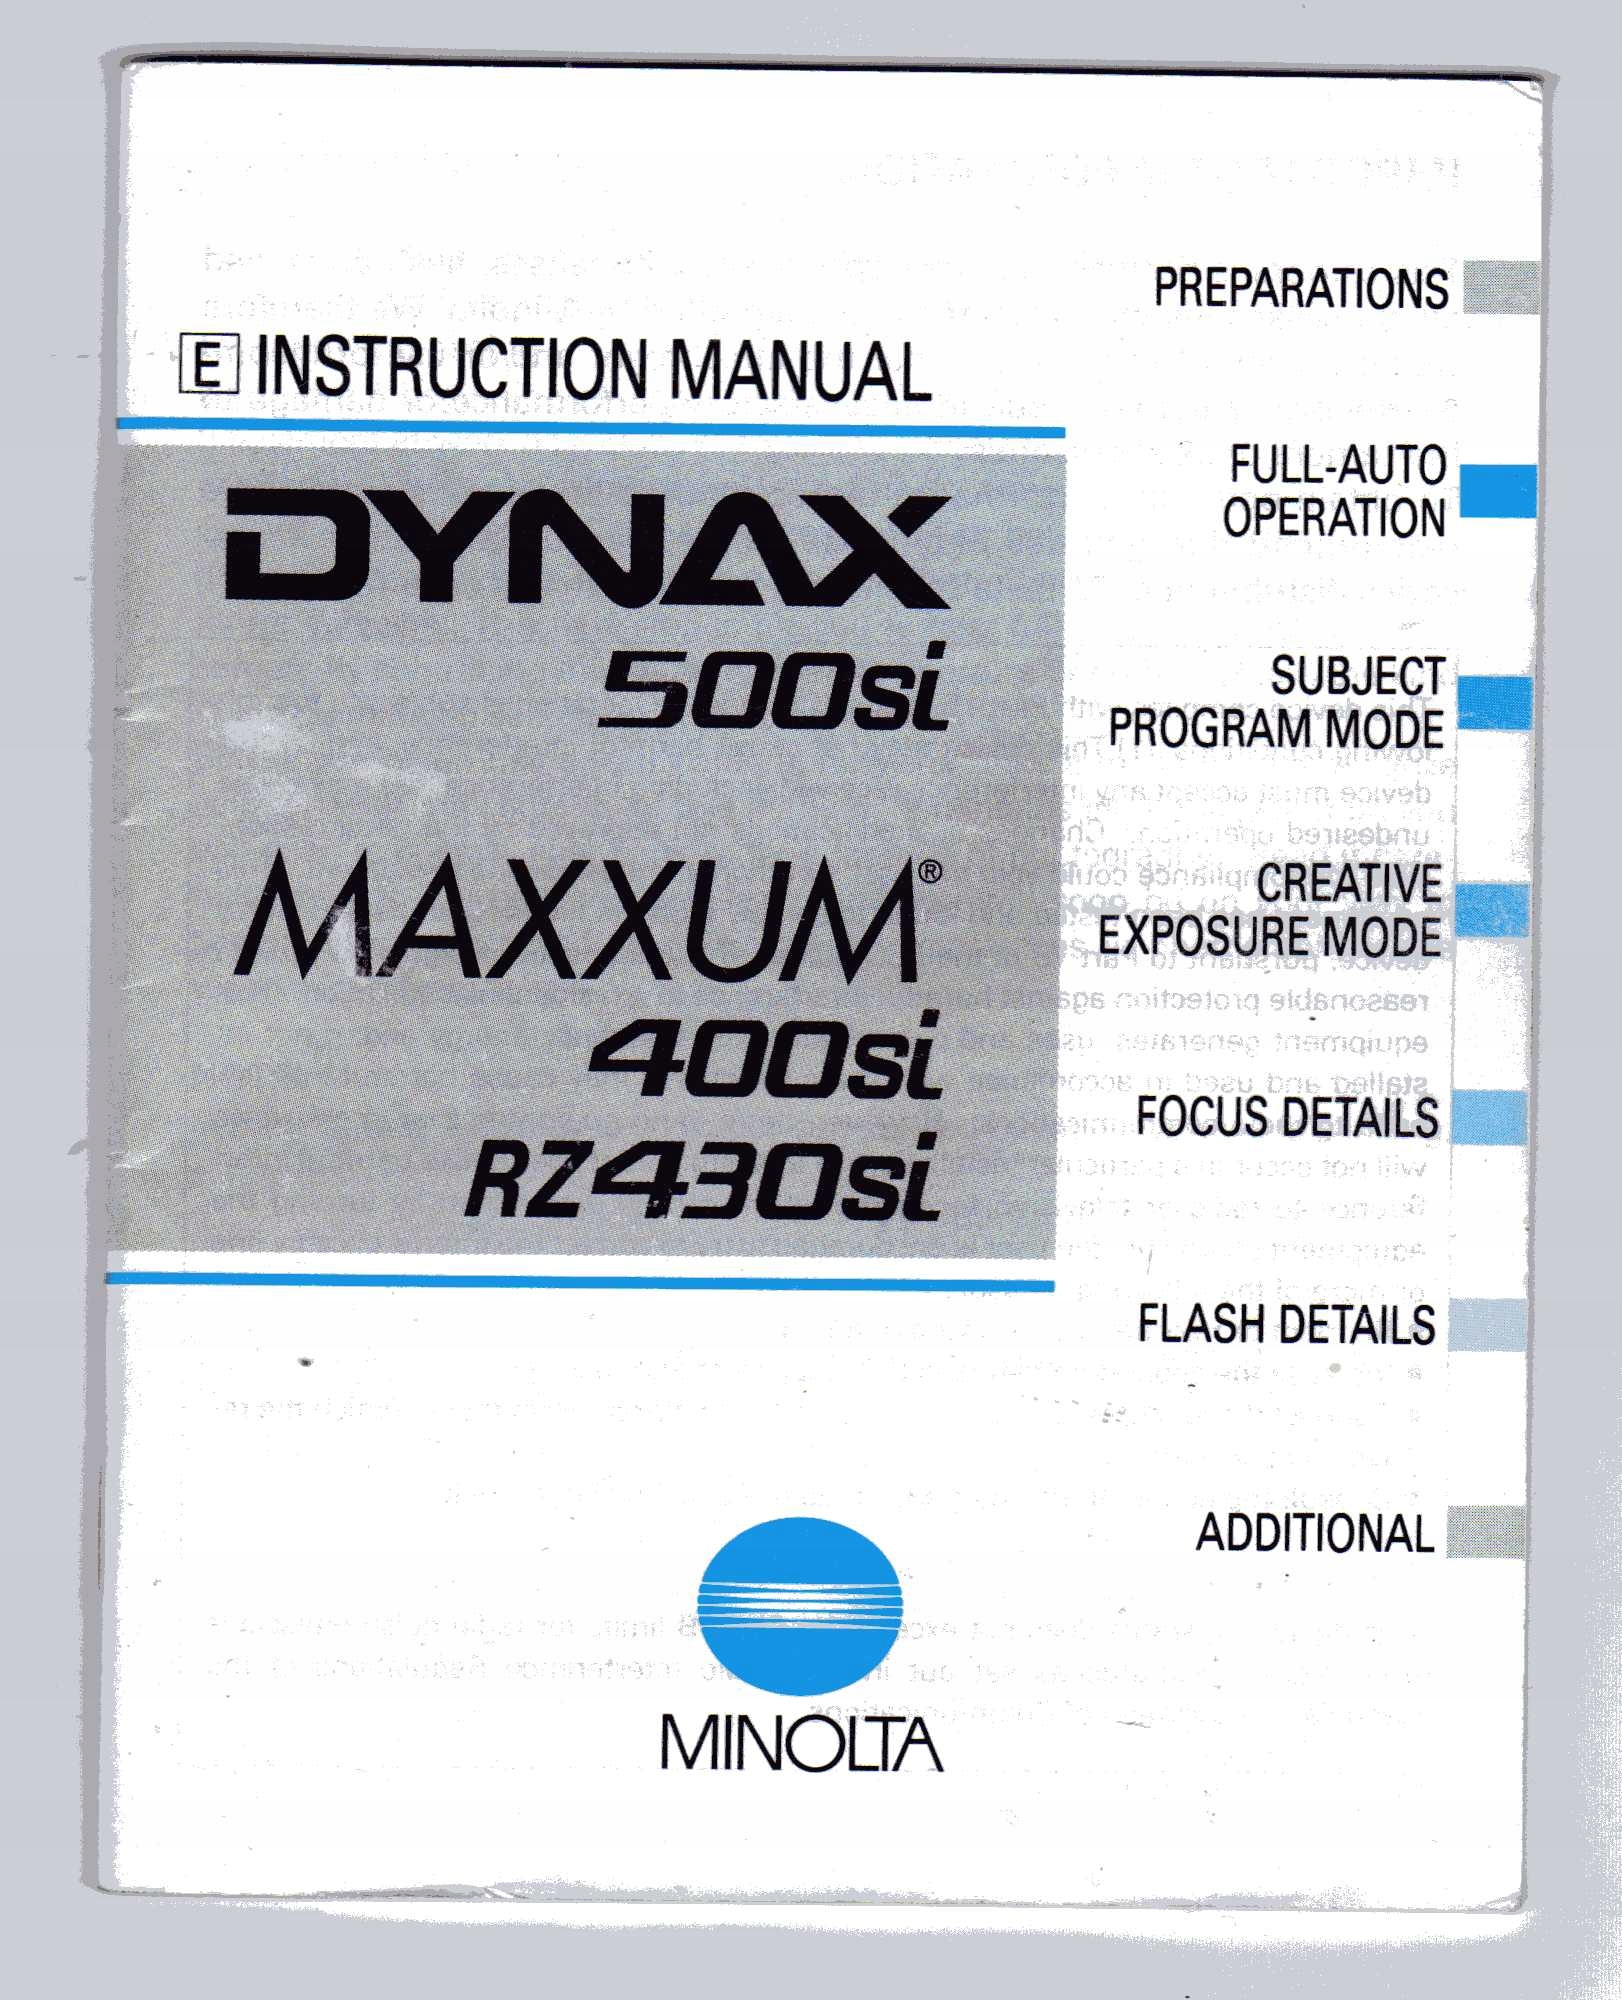 E INSTRUCTION MANUAL
DYNAX
500si
MAXXUM®
400si
RZ430si
PREPARATIONS
FULL-AUTO
OPERATION
SUBJECT
PROGRAM MODE
CREATIVE
EXPOSURE MODE
FOCUS DETAILS
FLASH DETAILS
ADDITIONAL
MINOLTA